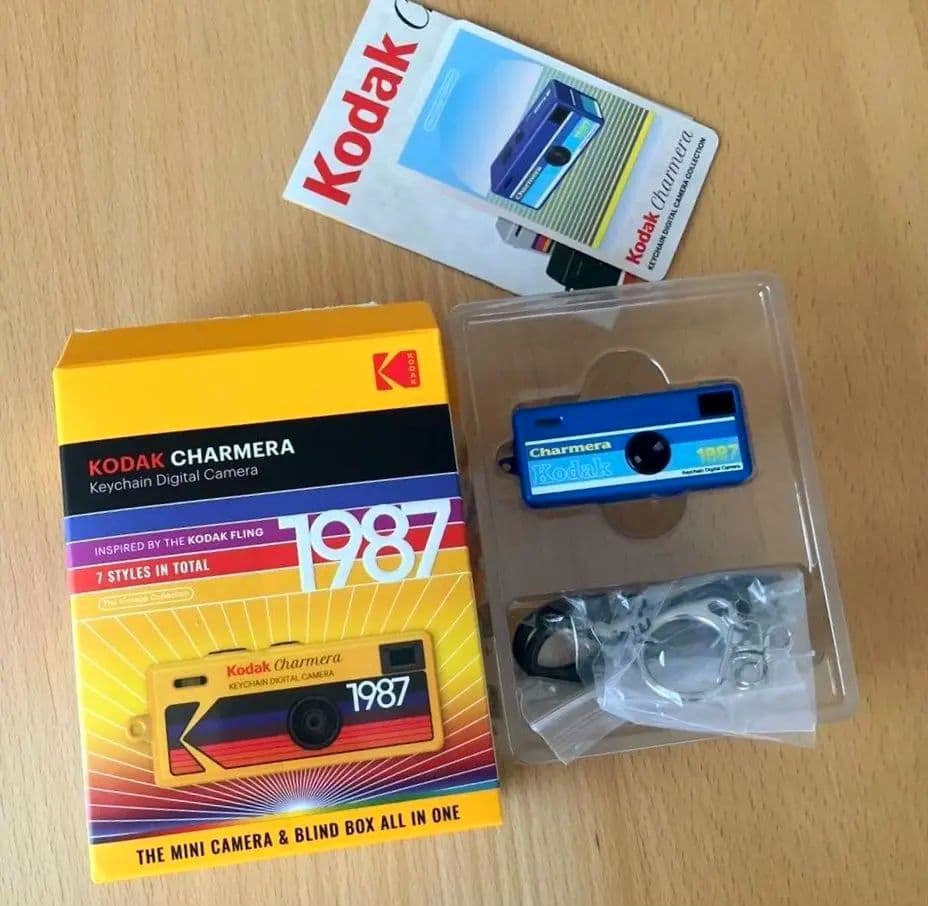 Kodak C
Kodak Charmera
KEYCHAIN DIGITAL CAMERA COLLECTION
Charmera
KODAK
KODAK CHARMERA
Keychain Digital Camera
INSPIRED BY THE KODAK FLING
1987
7 STYLES IN TOTAL
The Vintage Collection
Kodak Charmera
KEYCHAIN DIGITAL CAMERA
1987
THE MINI CAMERA & BLIND BOX ALL IN ONE
Charmera
Kodak
1987
Keychain Digital Camera